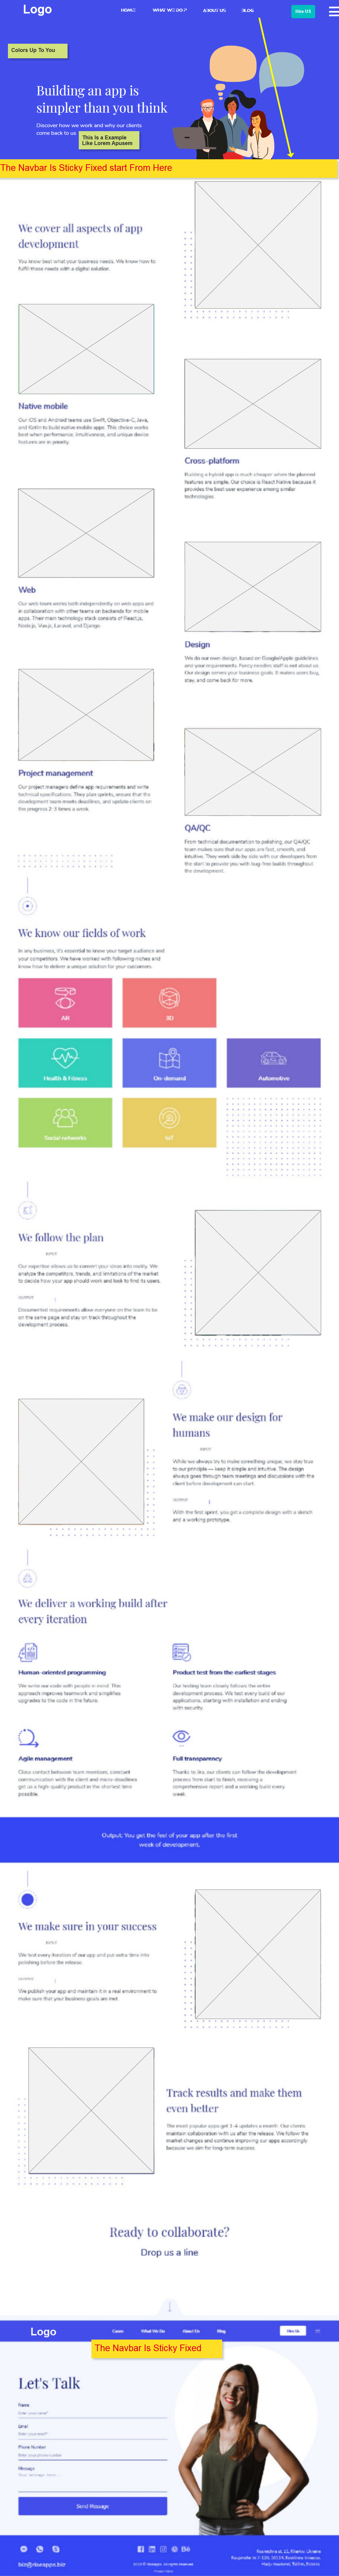 Logo
HOME WHAT WE DO? ABOUT US BLOG
Hire US
Colors Up To You
Building an app is
simpler than you think
Discover how we work and why our clients
come back to us
This Is a Example
Like Lorem Apusem
The Navbar Is Sticky Fixed start From Here
We cover all aspects of app
development
You know best what your business needs. We know how to
fulfill those needs with a digital solution.
Native mobile
Our iOS and Android teams use Swift, Objective-C, Java,
and Kotlin to build native mobile apps. This choice works
best when performance, intuitiveness, and unique device
features are in priority.
Cross-platform
Building a hybrid app is much cheaper when the planned
features are simple. Our choice is React Native because it
provides the best user experience among similar
technologies.
Web
Our web team works both independently on web apps and
in collaboration with other teams on backends for mobile
apps. Their main technology stack consists of React.js,
Node.js, Vue.js, Laravel, and Django.
Design
We do our own design, based on Google/Apple guidelines
and your requirements. Fancy needless stuff is not about us.
Our design serves your business goals. It makes users buy,
stay, and come back for more.
Project management
Our project managers define app requirements and write
technical specifications. They plan sprints, ensure that the
development team meets deadlines, and update clients on
the progress 2-3 times a week.
QA/QC
From technical documentation to polishing, our QA/QC
team makes sure that our apps are fast, smooth, and
intuitive. They work side by side with our developers from
the start to provide you with bug-free builds throughout
the development.
We know our fields of work
In any business, it's essential to know your target audience and
your competitors. We have worked with following niches and
know how to deliver a unique solution for your customers.
AR
3D
Health & Fitness
On-demand
Automotive
Social networks
IoT
We follow the plan
INPUT
Our expertise allows us to convert your ideas into reality. We
analyze the competitors, trends, and limitations of the market
to decide how your app should work and look to find its users.
OUTPUT
Documented requirements allow everyone on the team to be
on the same page and stay on track throughout the
development process.
We make our design for
humans
INPUT
While we always try to make something unique, we stay true
to our principle — keep it simple and intuitive. The design
always goes through team meetings and discussions with the
client before development can start.
OUTPUT
With the first sprint, you get a complete design with a sketch
and a working prototype.
We deliver a working build after
every iteration
Human-oriented programming
We write our code with people in mind. This
approach improves teamwork and simplifies
upgrades to the code in the future.
Product test from the earliest stages
Our testing team closely follows the entire
development process. We test every build of our
applications, starting with installation and ending
with security.
Agile management
Close contact between team members, constant
communication with the client and micro-deadlines
get us a high-quality product in the shortest time
possible.
Full transparency
Thanks to Jira, our clients can follow the development
process from start to finish, receiving a
comprehensive report and a working build every
week.
Output: You get the feel of your app after the first
week of development.
We make sure in your success
INPUT
We test every iteration of our app and put extra time into
polishing before the release.
OUTPUT
We publish your app and maintain it in a real environment to
make sure that your business goals are met.
Track results and make them
even better
The most popular apps get 3-4 updates a month. Our clients
maintain collaboration with us after the release. We follow the
market changes and continue improving our apps accordingly
because we aim for long-term success.
Ready to collaborate?
Drop us a line
Logo
Cases What We Do About Us Blog
Hire Us
The Navbar Is Sticky Fixed
Let's Talk
Name
Enter your name*
Email
Enter your email*
Phone Number
Enter your phone number
Message
Send Message
Privacy Policy